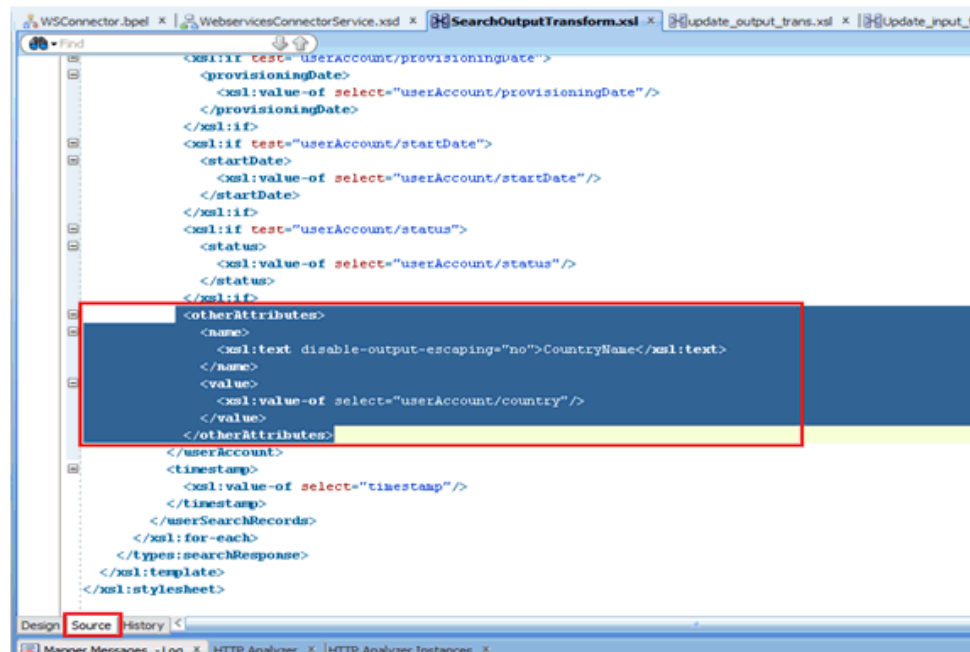 WSConnector.bpel × WebservicesConnectorService.xsd × SearchOutputTransform.xsl × update_output_trans.xsl × Update_input_
Find
<xsl:if test="userAccount/provisioningDate">
<provisioningDate>
<xsl:value-of select="userAccount/provisioningDate"/>
</provisioningDate>
</xsl:if>
<xsl:if test="userAccount/startDate">
<startDate>
<xsl:value-of select="userAccount/startDate"/>
</startDate>
</xsl:if>
<xsl:if test="userAccount/status">
<status>
<xsl:value-of select="userAccount/status"/>
</status>
</xsl:if>
<otherAttributes>
<name>
<xsl:text disable-output-escaping="no">CountryName</xsl:text>
</name>
<value>
<xsl:value-of select="userAccount/country"/>
</value>
</otherAttributes>
</userAccount>
<timestamp>
<xsl:value-of select="timestamp"/>
</timestamp>
</userSearchRecords>
</xsl:for-each>
</types:searchResponse>
</xsl:template>
</xsl:stylesheet>
Design Source History <
Mapper Messages - Log × HTTP Analyzer × HTTP Analyzer Instances ×